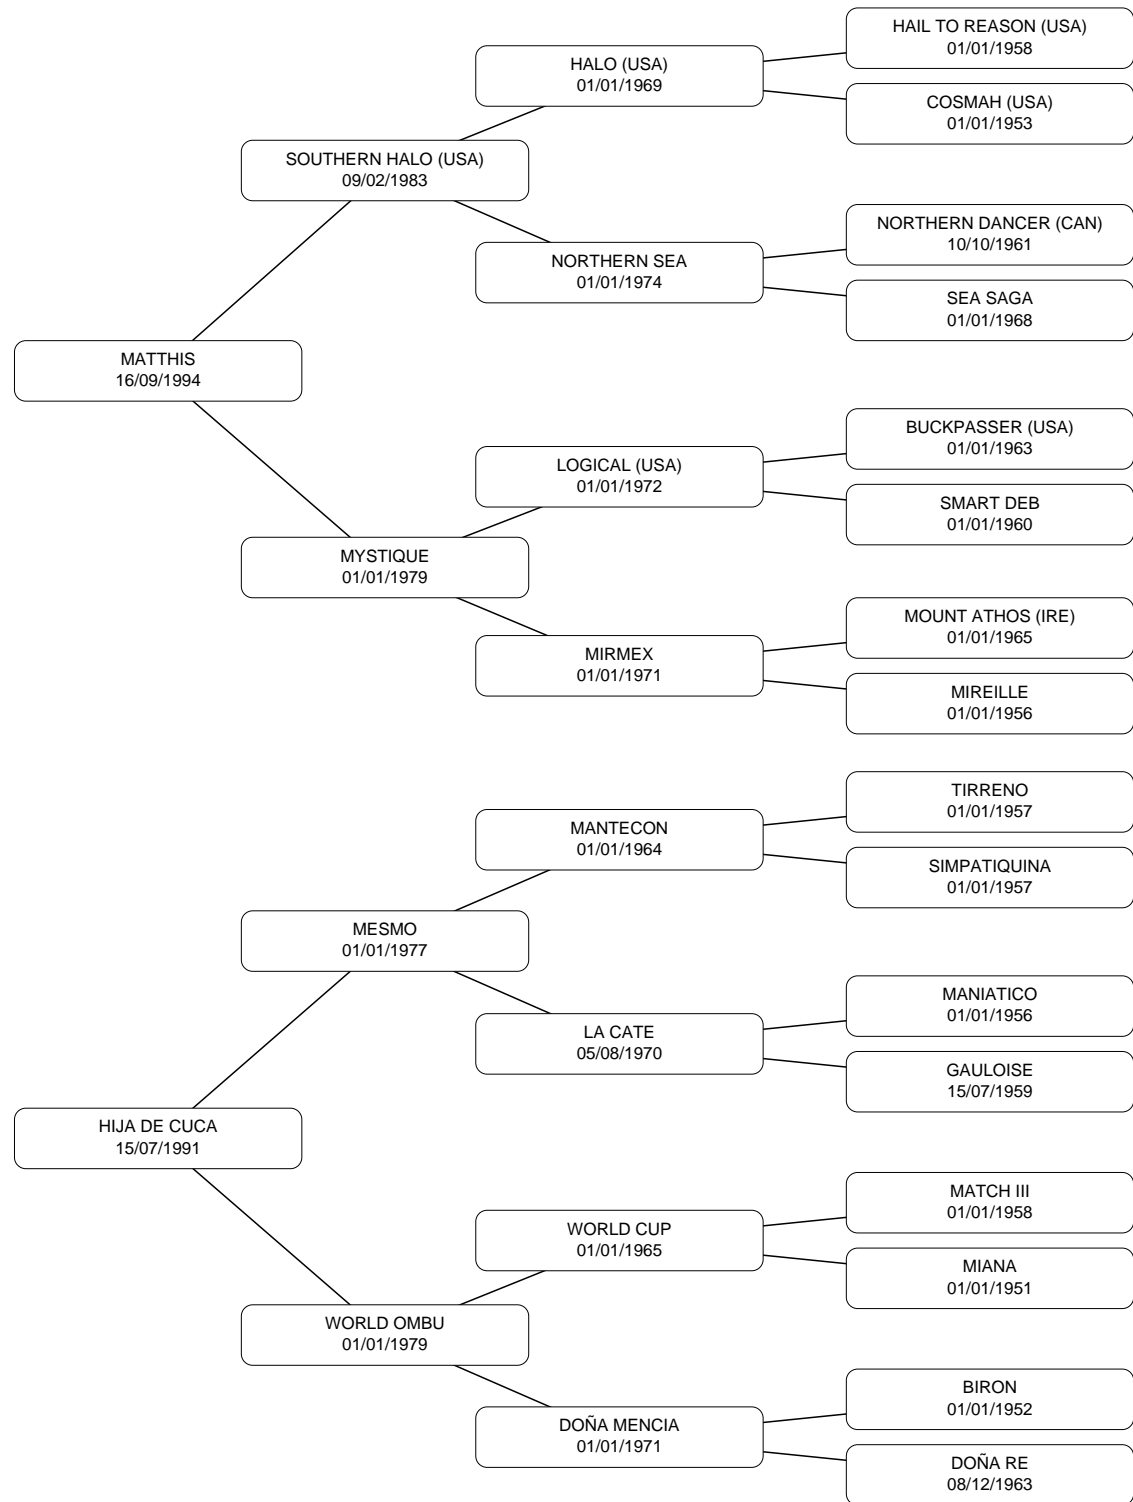 HAIL TO REASON (USA)
01/01/1958
HALO (USA)
01/01/1969
COSMAH (USA)
01/01/1953
SOUTHERN HALO (USA)
09/02/1983
NORTHERN DANCER (CAN)
10/10/1961
NORTHERN SEA
01/01/1974
SEA SAGA
01/01/1968
MATTHIS
16/09/1994
BUCKPASSER (USA)
01/01/1963
LOGICAL (USA)
01/01/1972
SMART DEB
01/01/1960
MYSTIQUE
01/01/1979
MOUNT ATHOS (IRE)
01/01/1965
MIRMEX
01/01/1971
MIREILLE
01/01/1956
TIRRENO
01/01/1957
MANTECON
01/01/1964
SIMPATIQUINA
01/01/1957
MESMO
01/01/1977
MANIATICO
01/01/1956
LA CATE
05/08/1970
GAULOISE
15/07/1959
HIJA DE CUCA
15/07/1991
MATCH III
01/01/1958
WORLD CUP
01/01/1965
MIANA
01/01/1951
WORLD OMBU
01/01/1979
BIRON
01/01/1952
DOÑA MENCIA
01/01/1971
DOÑA RE
08/12/1963